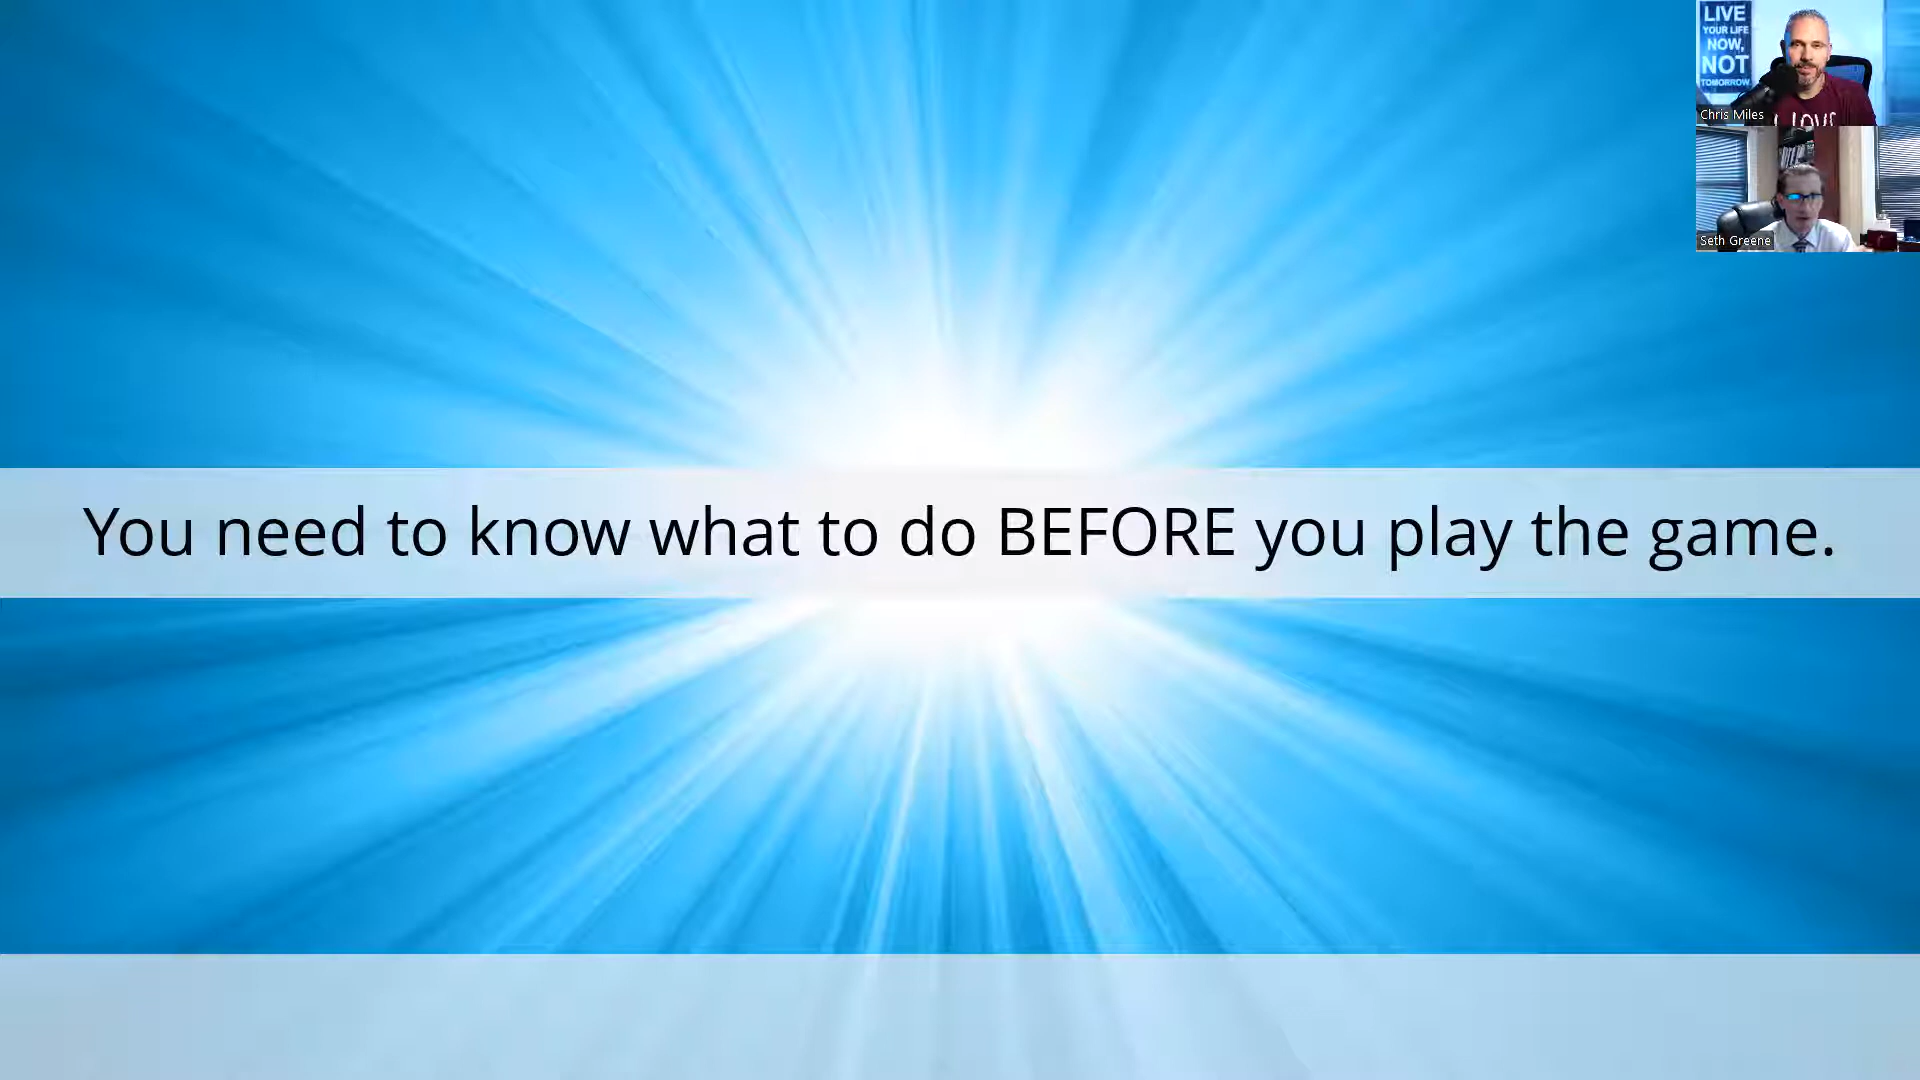 LIVE
YOUR LIFE
NOW,
NOT
TOMORROW
I LOVE
Chris Miles
Seth Greene
You need to know what to do BEFORE you play the game.